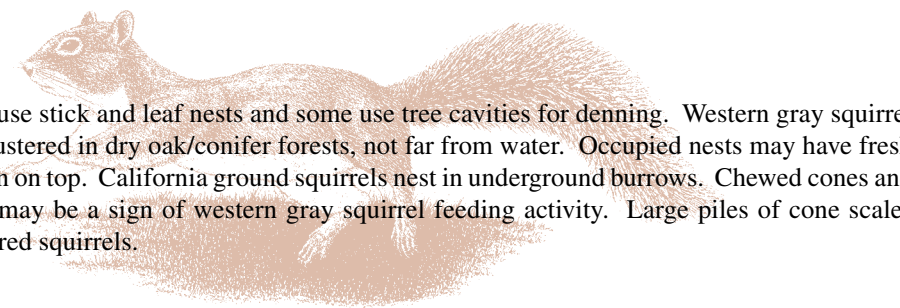 use stick and leaf nests and some use tree cavities for denning. Western gray squirre
ustered in dry oak/conifer forests, not far from water. Occupied nests may have fres
n on top. California ground squirrels nest in underground burrows. Chewed cones an
may be a sign of western gray squirrel feeding activity. Large piles of cone scale
red squirrels.